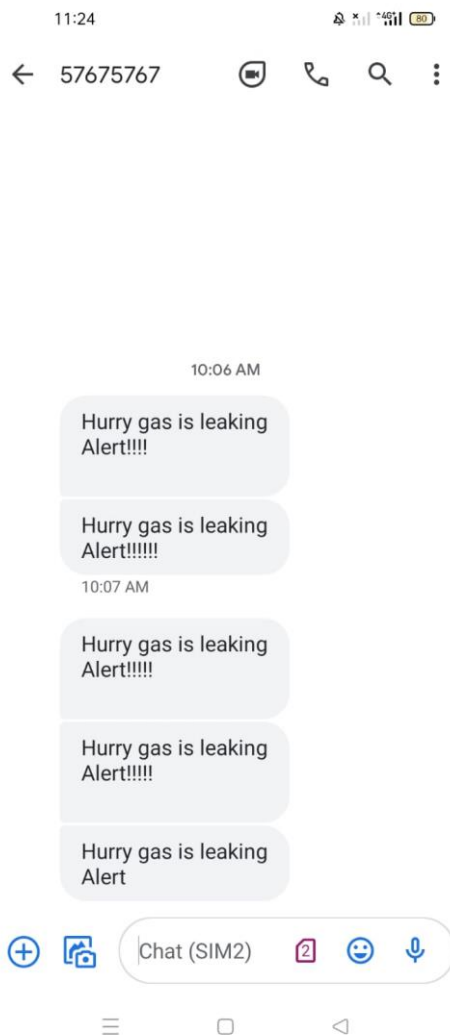 11:24
4G
80
57675767
10:06 AM
Hurry gas is leaking
Alert!!!!
Hurry gas is leaking
Alert!!!!!!
10:07 AM
Hurry gas is leaking
Alert!!!!!
Hurry gas is leaking
Alert!!!!!
Hurry gas is leaking
Alert
Chat (SIM2)
2